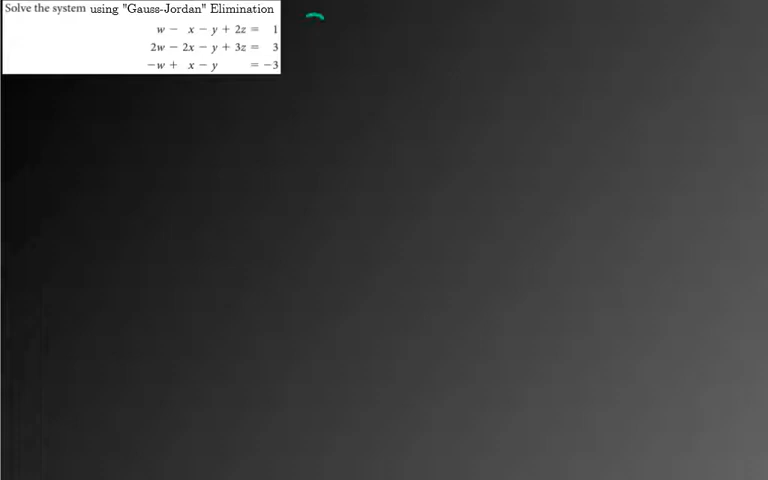 Solve the system using "Gauss-Jordan" Elimination
w - x - y + 2z = 1
2w - 2x - y + 3z = 3
-w + x - y = -3